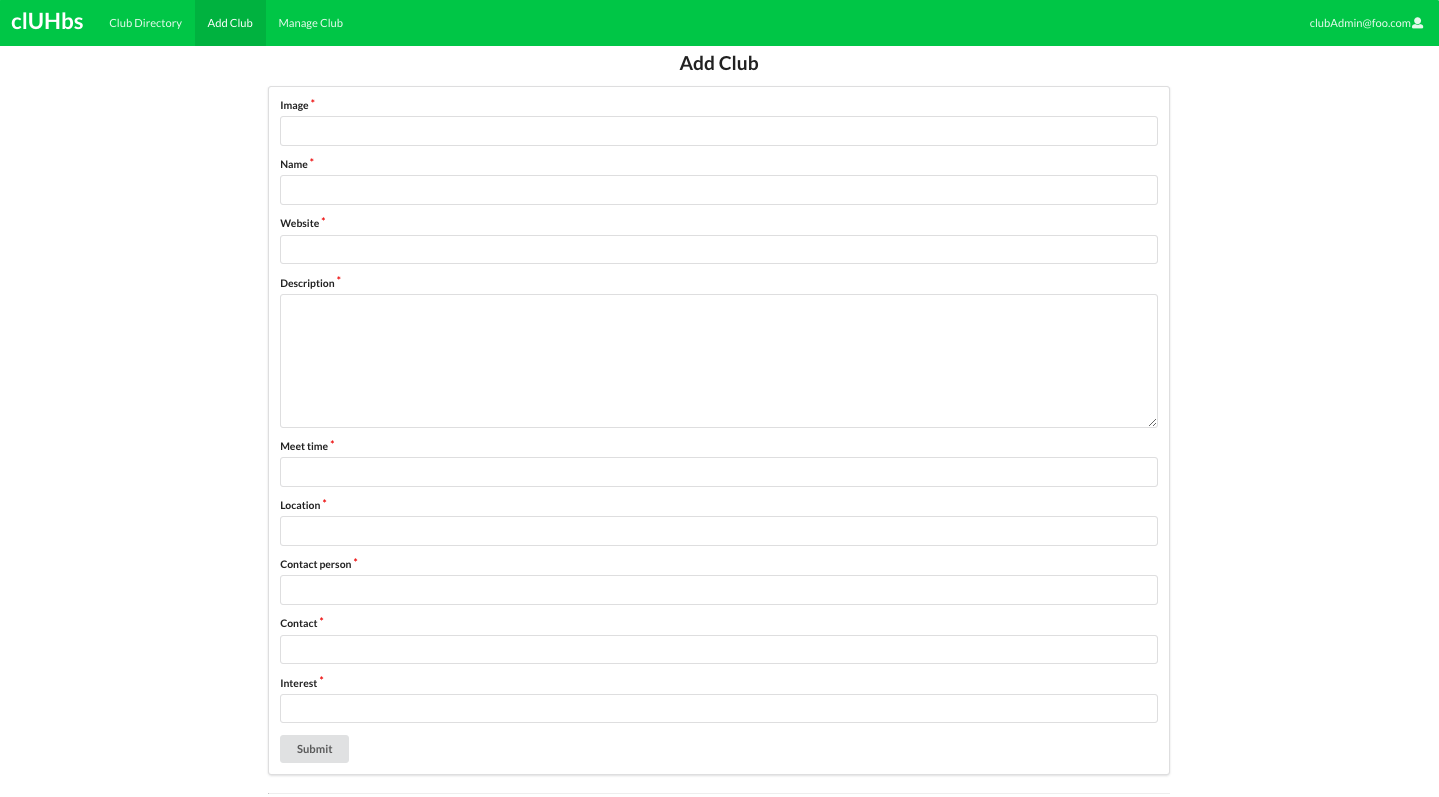 clUHbs Club Directory Add Club Manage Club clubAdmin@foo.com
Add Club
Image *
Name *
Website *
Description *
Meet time *
Location *
Contact person *
Contact *
Interest *
Submit